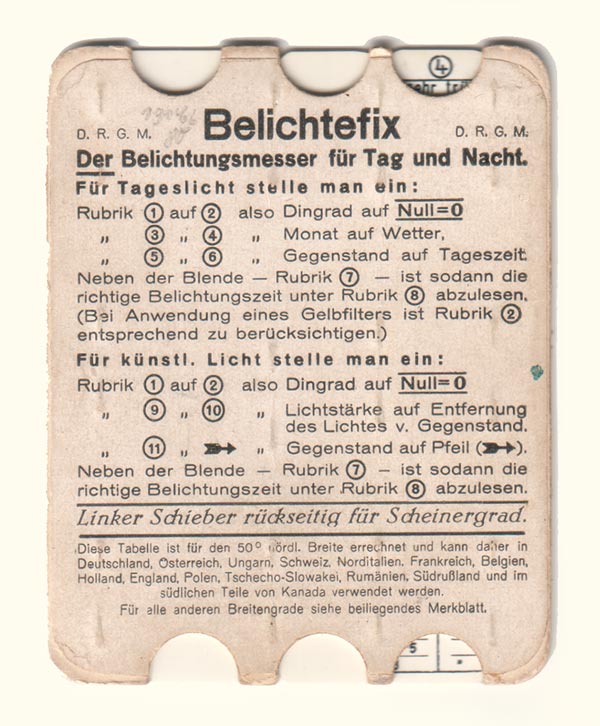 ④
sehr trü
D. R. G. M. Belichtefix D. R. G. M.
Der Belichtungsmesser für Tag und Nacht.
Für Tageslicht stelle man ein:
Rubrik ① auf ② also Dingrad auf Null=0
„ ③ „ ④ „ Monat auf Wetter,
„ ⑤ „ ⑥ „ Gegenstand auf Tageszeit.
Neben der Blende — Rubrik ⑦ — ist sodann die
richtige Belichtungszeit unter Rubrik ⑧ abzulesen.
(Bei Anwendung eines Gelbfilters ist Rubrik ②
entsprechend zu berücksichtigen.)
Für künstl. Licht stelle man ein:
Rubrik ① auf ② also Dingrad auf Null=0
„ ⑨ „ ⑩ „ Lichtstärke auf Entfernung
des Lichtes v. Gegenstand.
„ ⑪ „ ➳ „ Gegenstand auf Pfeil (➳).
Neben der Blende — Rubrik ⑦ — ist sodann die
richtige Belichtungszeit unter Rubrik ⑧ abzulesen.
Linker Schieber rückseitig für Scheinergrad.
Diese Tabelle ist für den 50° nördl. Breite errechnet und kann daher in
Deutschland, Österreich, Ungarn, Schweiz, Norditalien, Frankreich, Belgien,
Holland, England, Polen, Tschecho-Slowakei, Rumänien, Südrußland und im
südlichen Teile von Kanada verwendet werden.
Für alle anderen Breitengrade siehe beiliegendes Merkblatt.
5